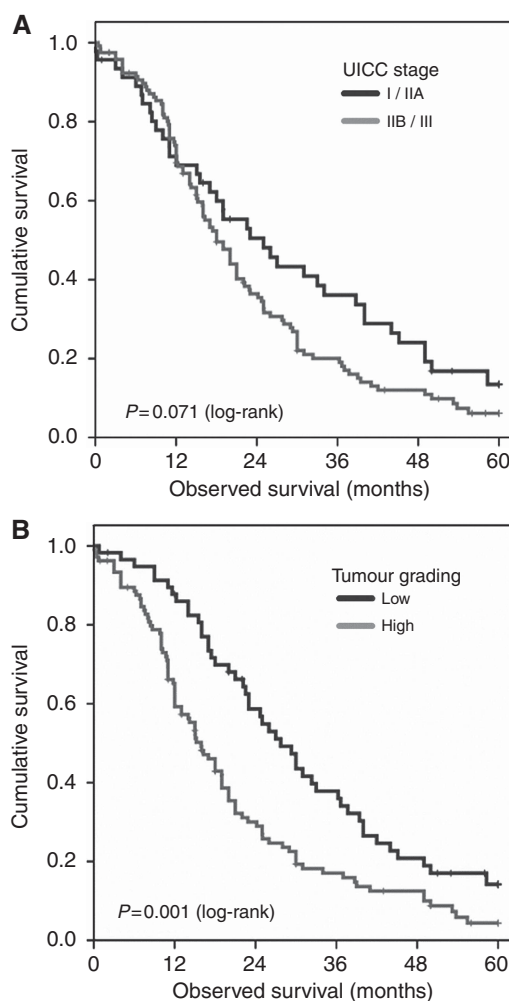 A
1.0
0.8
0.6
0.4
0.2
0.0
Cumulative survival
UICC stage
I / IIA
IIB / III
P=0.071 (log-rank)
0 12 24 36 48 60
Observed survival (months)
B
1.0
0.8
0.6
0.4
0.2
0.0
Cumulative survival
Tumour grading
Low
High
P=0.001 (log-rank)
0 12 24 36 48 60
Observed survival (months)